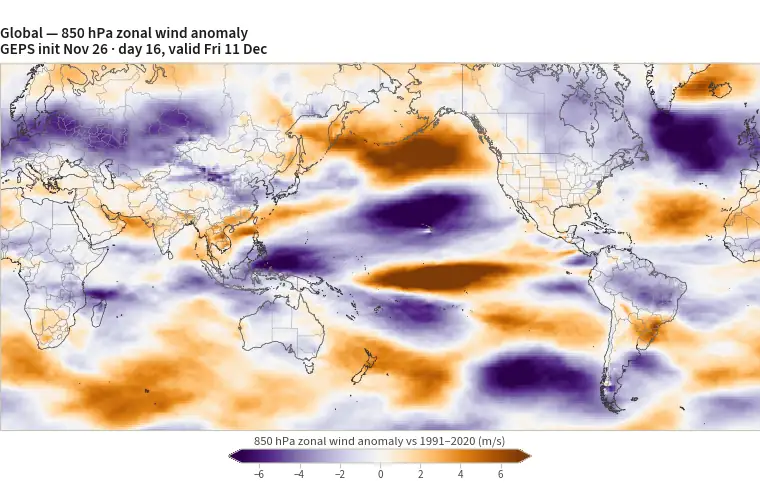 Global — 850 hPa zonal wind anomaly
GEPS init Nov 26 · day 16, valid Fri 11 Dec
850 hPa zonal wind anomaly vs 1991−2020 (m/s)
−6 −4 −2 0 2 4 6